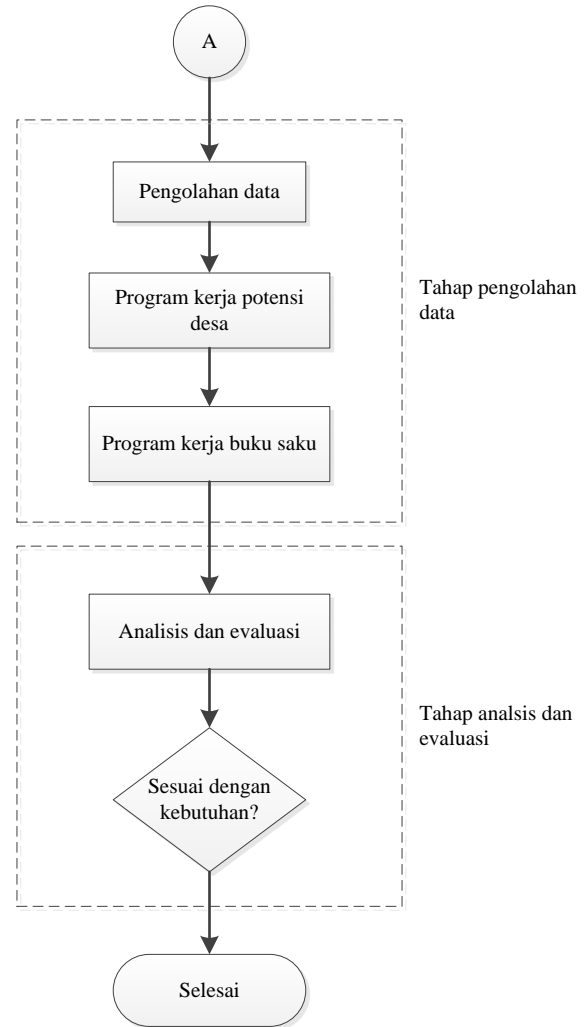 A
Pengolahan data
Program kerja potensi
desa
Tahap pengolahan
data
Program kerja buku saku
Analisis dan evaluasi
Tahap analsis dan
evaluasi
Sesuai dengan
kebutuhan?
Selesai